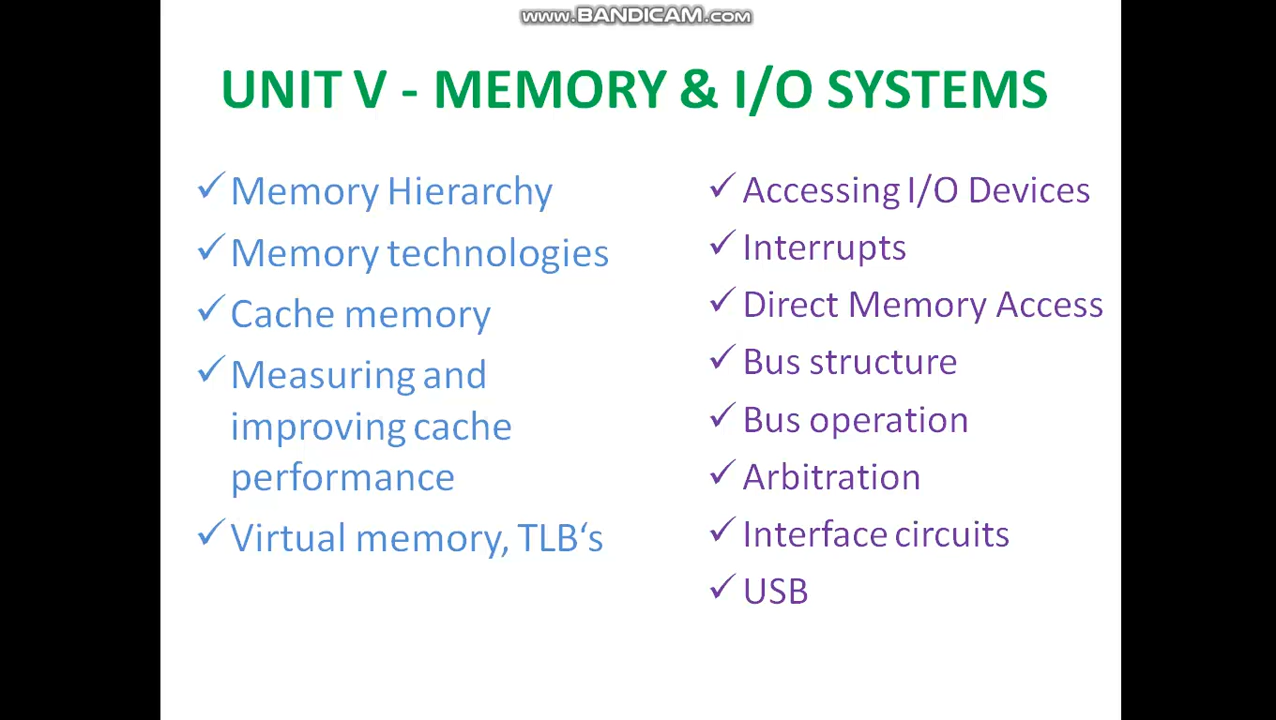 www.BANDICAM.com
UNIT V - MEMORY & I/O SYSTEMS
✓Memory Hierarchy
✓Memory technologies
✓Cache memory
✓Measuring and
improving cache
performance
✓Virtual memory, TLB‘s
✓Accessing I/O Devices
✓Interrupts
✓Direct Memory Access
✓Bus structure
✓Bus operation
✓Arbitration
✓Interface circuits
✓USB